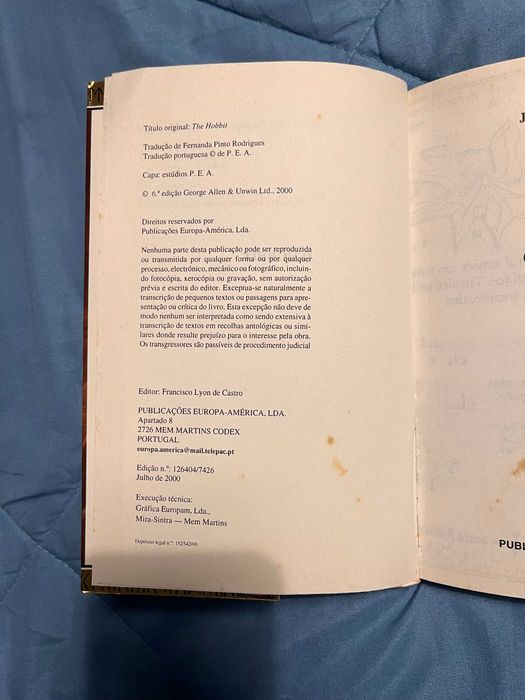 Título original: The Hobbit
Tradução de Fernanda Pinto Rodrigues
Tradução portuguesa © de P. E. A.
Capa: estúdios P. E. A.
© 6.ª edição George Allen & Unwin Ltd., 2000
Direitos reservados por
Publicações Europa-América, Lda.
Nenhuma parte desta publicação pode ser reproduzida
ou transmitida por qualquer forma ou por qualquer
processo, electrónico, mecânico ou fotográfico, incluin-
do fotocópia, xerocópia ou gravação, sem autorização
prévia e escrita do editor. Exceptua-se naturalmente a
transcrição de pequenos textos ou passagens para apre-
sentação ou crítica do livro. Esta excepção não deve de
modo nenhum ser interpretada como sendo extensiva à
transcrição de textos em recolhas antológicas ou simi-
lares donde resulte prejuízo para o interesse pela obra.
Os transgressores são passíveis de procedimento judicial
Editor: Francisco Lyon de Castro
PUBLICAÇÕES EUROPA-AMÉRICA, LDA.
Apartado 8
2726 MEM MARTINS CODEX
PORTUGAL
europa.america@mail.telepac.pt
Edição n.º: 126404/7426
Julho de 2000
Execução técnica:
Gráfica Europam, Lda.,
Mira-Sintra — Mem Martins
Depósito legal n.º: 152542/00
J
PUBL